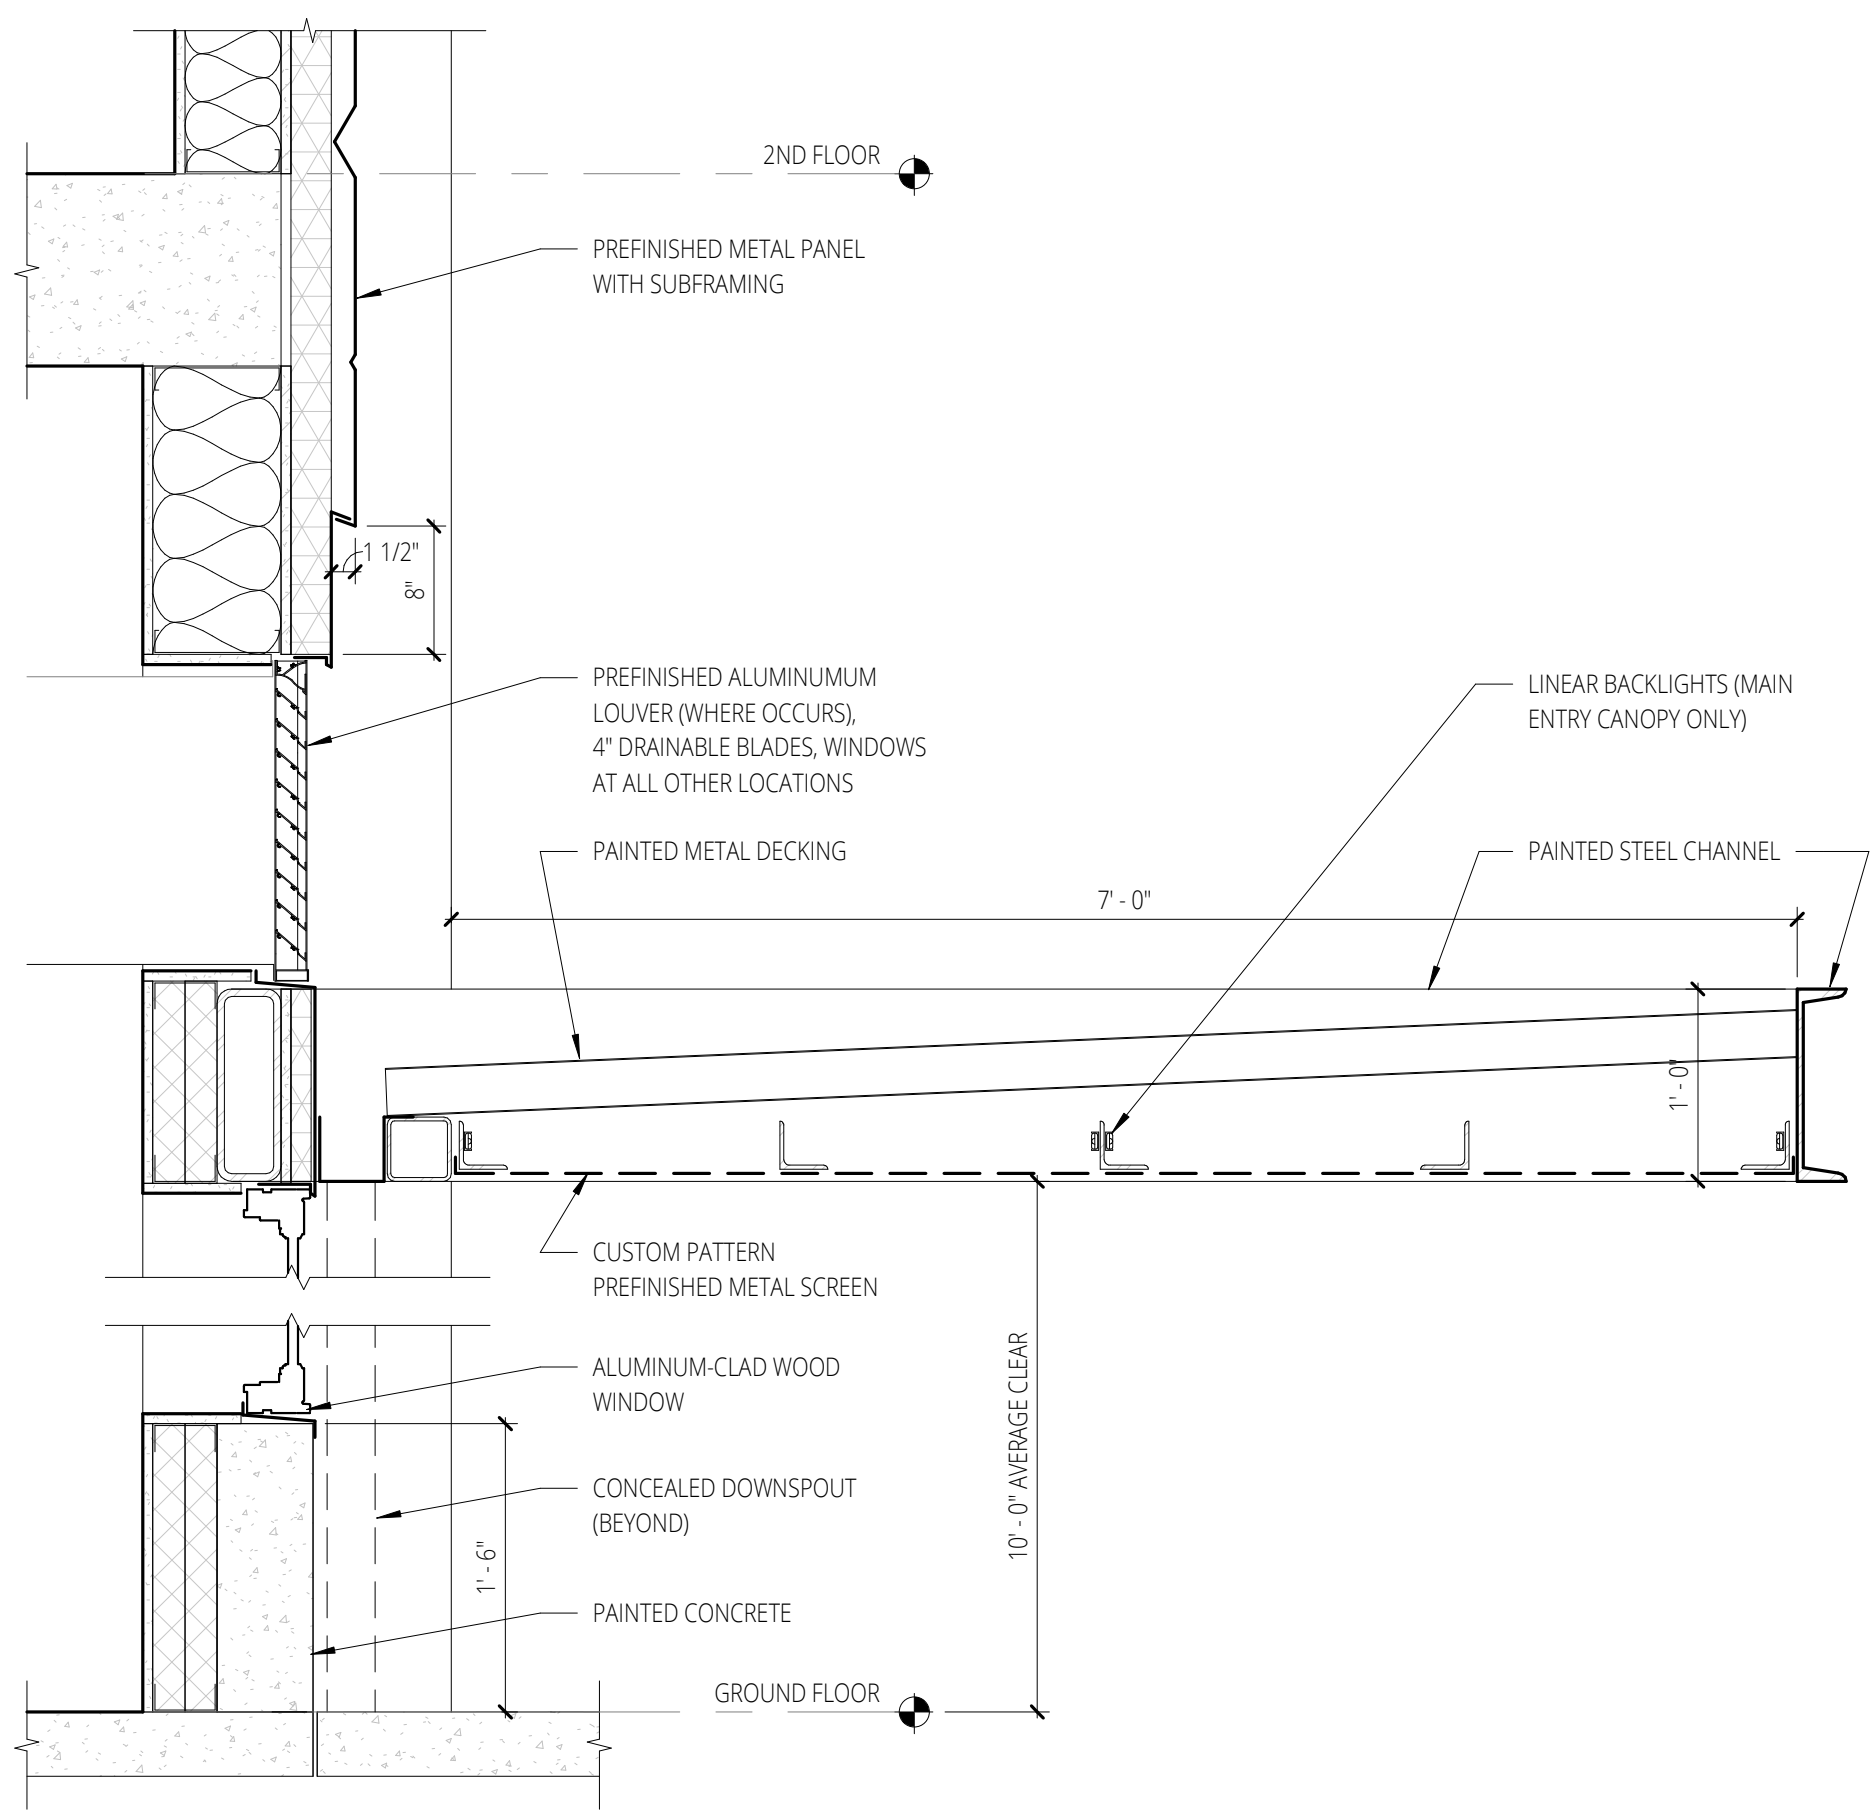 2ND FLOOR
PREFINISHED METAL PANEL
WITH SUBFRAMING
1 1/2"
8"
PREFINISHED ALUMINUMUM
LOUVER (WHERE OCCURS),
4" DRAINABLE BLADES, WINDOWS
AT ALL OTHER LOCATIONS
LINEAR BACKLIGHTS (MAIN
ENTRY CANOPY ONLY)
PAINTED METAL DECKING
PAINTED STEEL CHANNEL
7' - 0"
1' - 0"
CUSTOM PATTERN
PREFINISHED METAL SCREEN
ALUMINUM-CLAD WOOD
WINDOW
10' - 0" AVERAGE CLEAR
CONCEALED DOWNSPOUT
(BEYOND)
1' - 6"
PAINTED CONCRETE
GROUND FLOOR